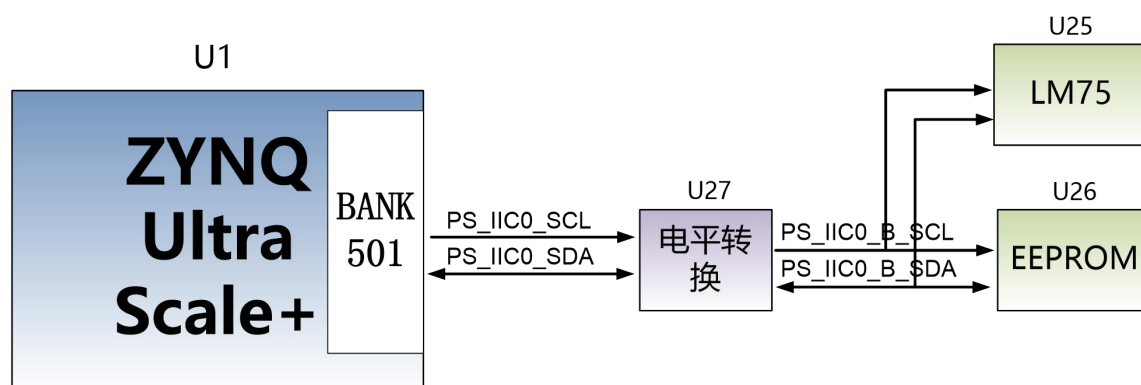 U1
ZYNQ
Ultra
Scale+
BANK
501
PS_IIC0_SCL
PS_IIC0_SDA
U27
电平转
换
PS_IIC0_B_SCL
PS_IIC0_B_SDA
U25
LM75
U26
EEPROM